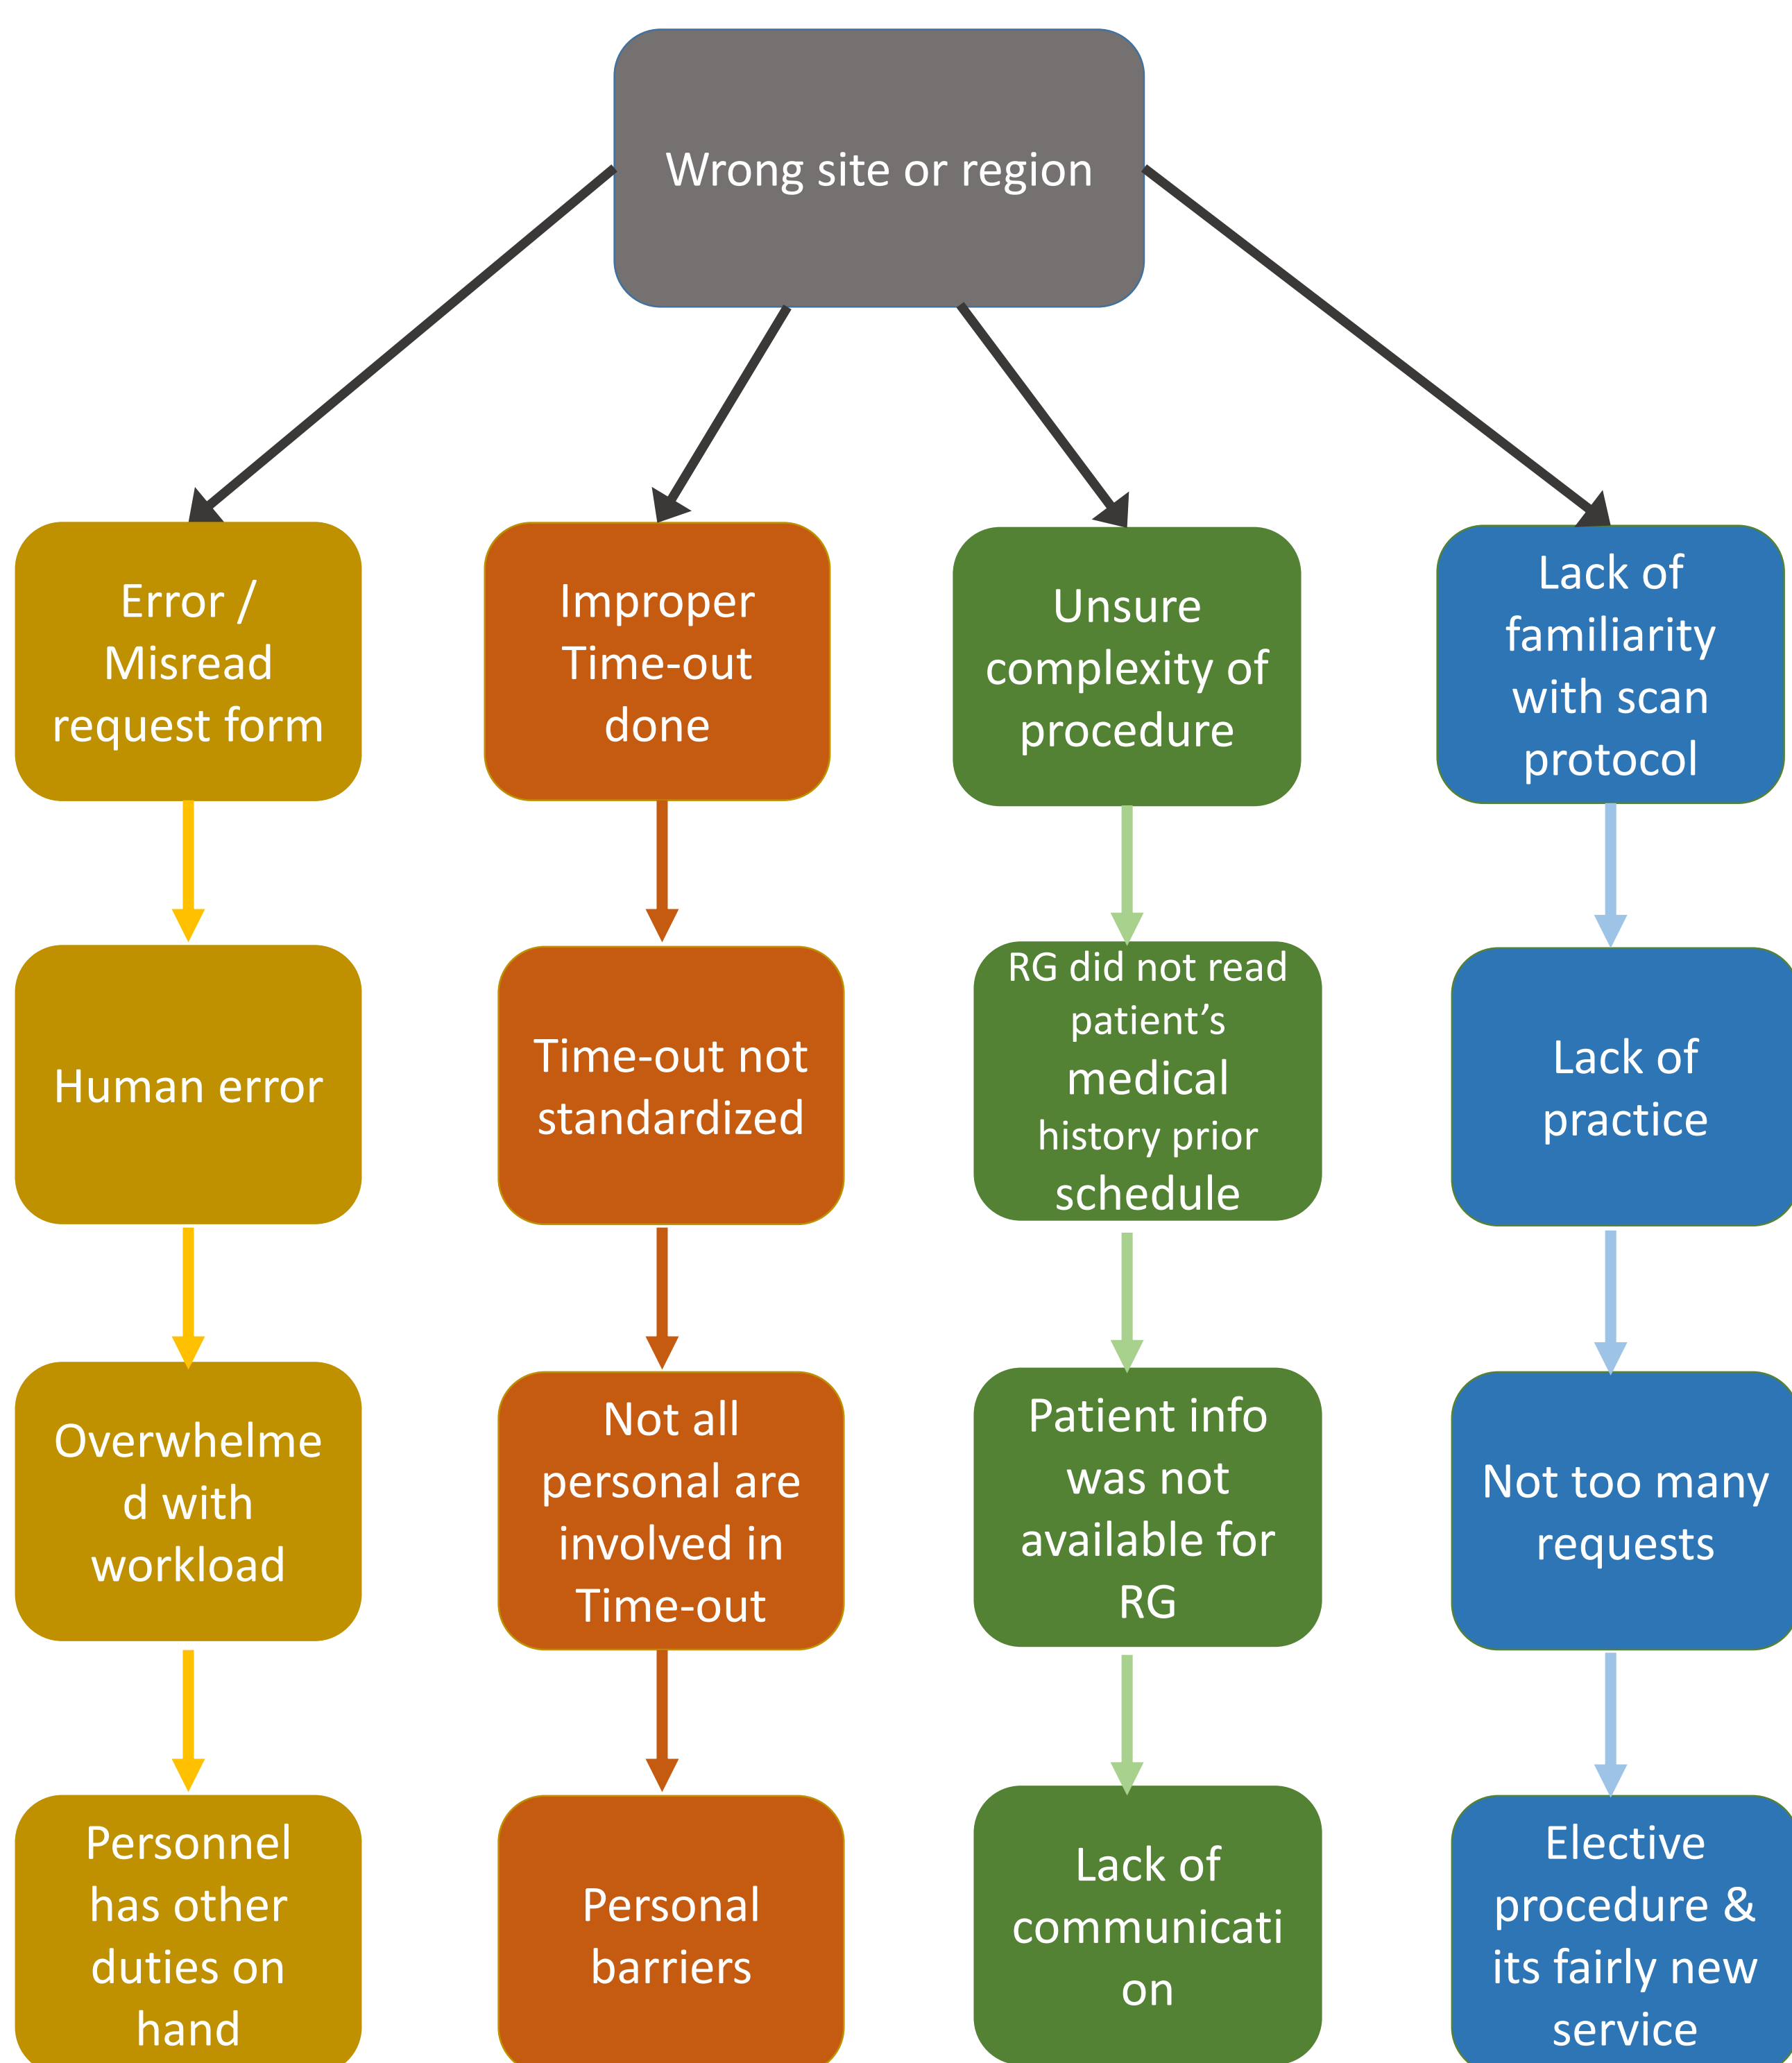 Wrong site or region
Error /
Misread
request form
Improper
Time-out
done
Unsure
complexity of
procedure
Lack of
familiarity
with scan
protocol
Human error
Time-out not
standardized
RG did not read
patient’s
medical
history prior
schedule
Lack of
practice
Overwhelme
d with
workload
Not all
personal are
involved in
Time-out
Patient info
was not
available for
RG
Not too many
requests
Personnel
has other
duties on
hand
Personal
barriers
Lack of
communicati
on
Elective
procedure &
its fairly new
service